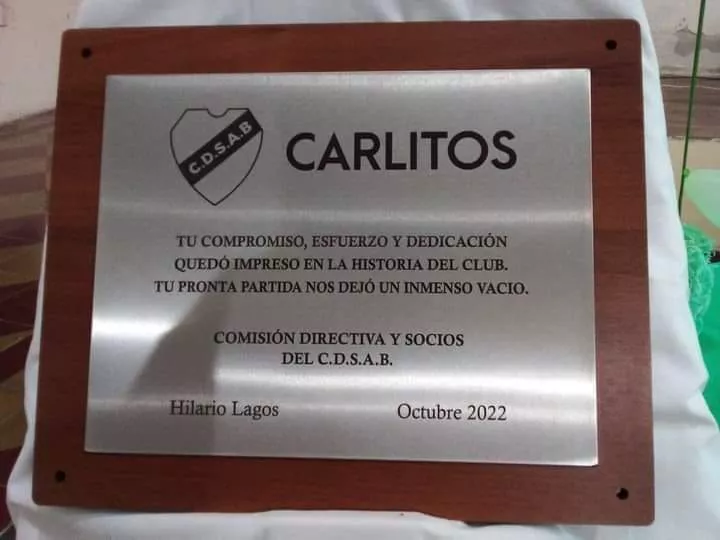 C.D.S.A.B
CARLITOS
TU COMPROMISO, ESFUERZO Y DEDICACIÓN
QUEDÓ IMPRESO EN LA HISTORIA DEL CLUB.
TU PRONTA PARTIDA NOS DEJÓ UN INMENSO VACIO.
COMISIÓN DIRECTIVA Y SOCIOS
DEL C.D.S.A.B.
Hilario Lagos Octubre 2022